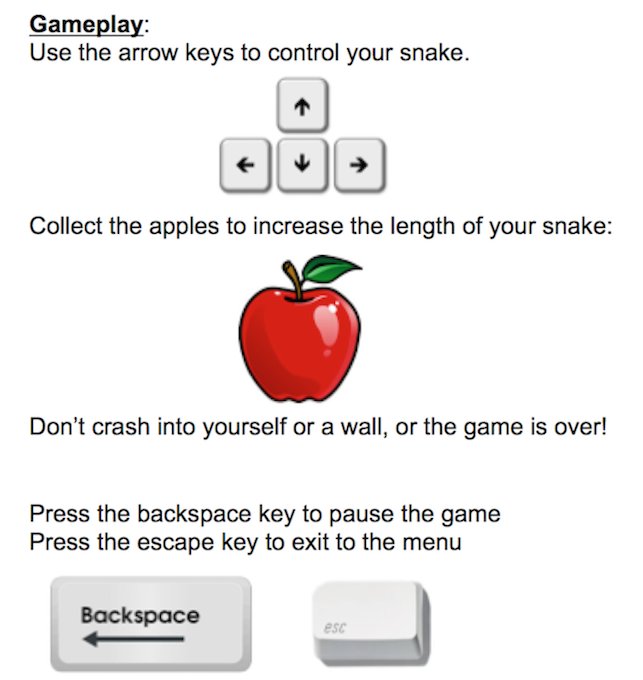 Gameplay:
Use the arrow keys to control your snake.
Collect the apples to increase the length of your snake:
Don’t crash into yourself or a wall, or the game is over!
Press the backspace key to pause the game
Press the escape key to exit to the menu
Backspace
esc